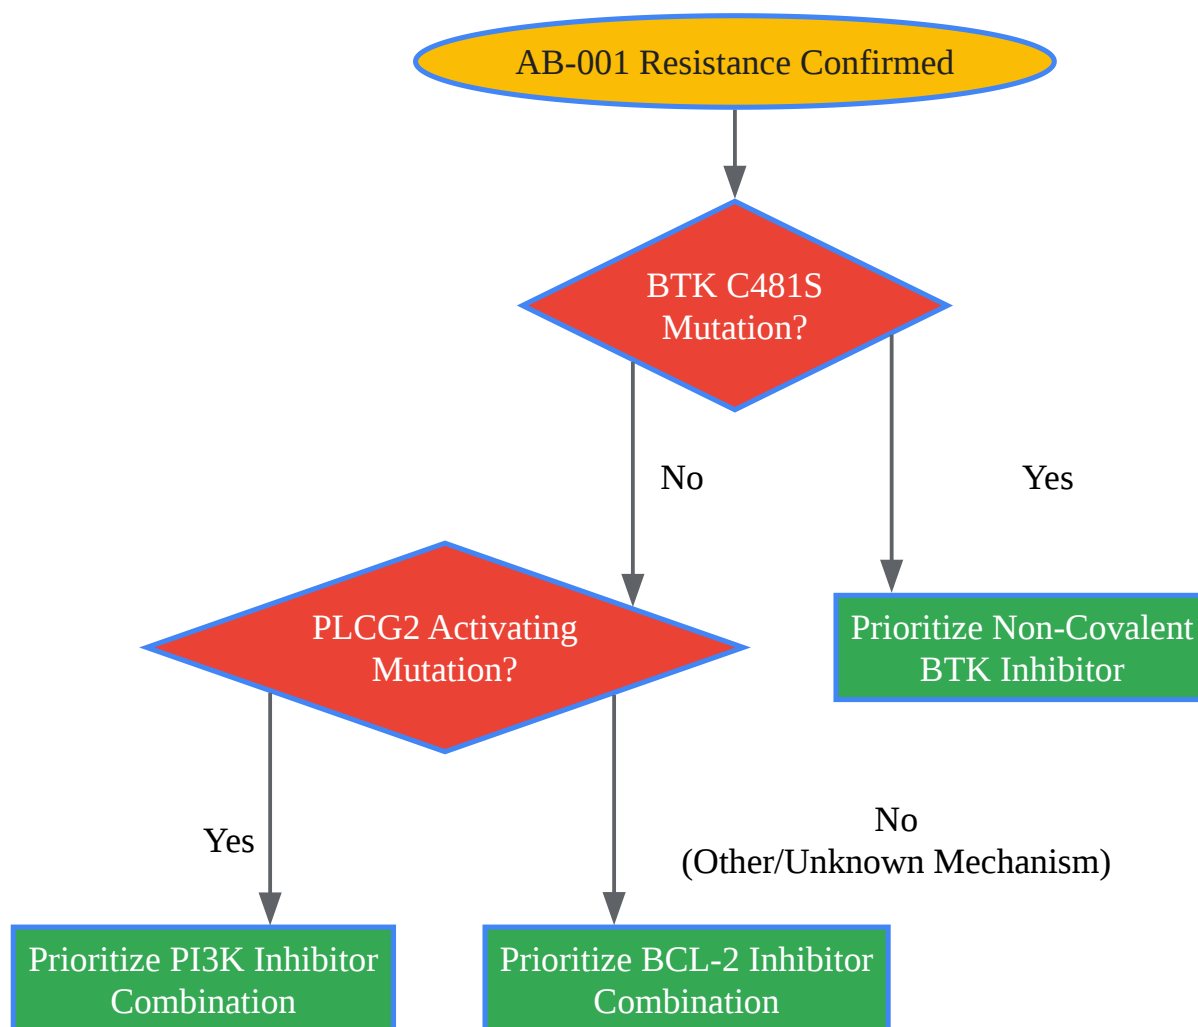 AB-001 Resistance Confirmed
BTK C481S
Mutation?
No
Yes
PLCG2 Activating
Mutation?
Prioritize Non-Covalent
BTK Inhibitor
Yes
No
(Other/Unknown Mechanism)
Prioritize PI3K Inhibitor
Combination
Prioritize BCL-2 Inhibitor
Combination